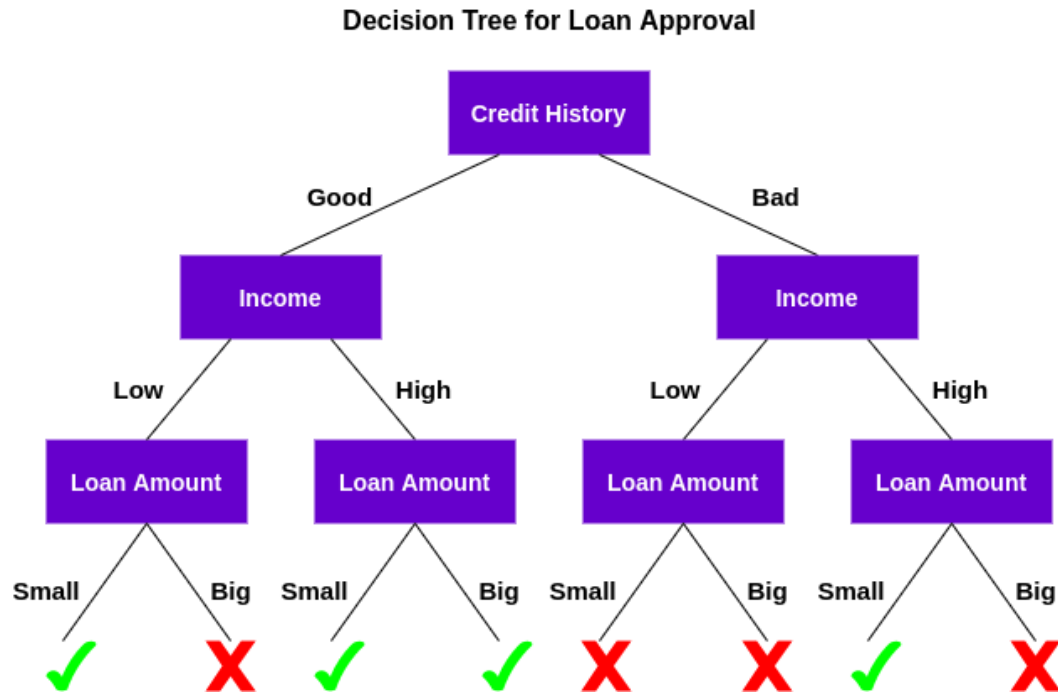 Decision Tree for Loan Approval
Credit History
Good
Bad
Income
Income
Low
High
Low
High
Loan Amount
Loan Amount
Loan Amount
Loan Amount
Small
Big
Small
Big
Small
Big
Small
Big